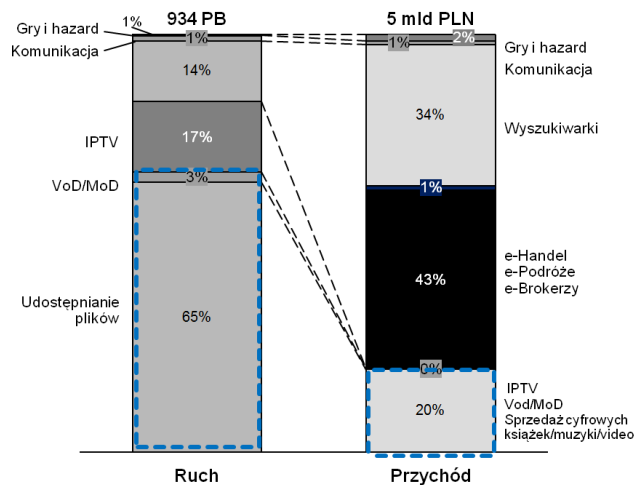 934 PB
5 mld PLN
1%
Gry i hazard
Komunikacja
1%
14%
IPTV
17%
VoD/MoD
3%
Udostępnianie
plików
65%
Ruch
2%
Gry i hazard
1%
Komunikacja
34%
Wyszukiwarki
1%
e-Handel
e-Podróże
e-Brokerzy
43%
0%
IPTV
Vod/MoD
Sprzedaż cyfrowych
książek/muzyki/video
20%
Przychód